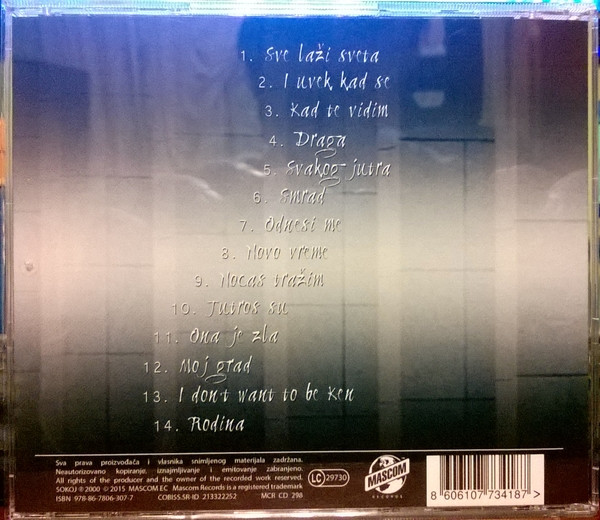 1. Sve laži sveta
2. I uvek kad se
3. Kad te vidim
4. Draga
5. Svakog jutra
6. Smrad
7. Odnesi me
8. Novo vreme
9. Nocas tražim
10. Jutros su
11. Ona je zla
12. Moj grad
13. I don't want to be Ken
14. Rodina
Sva prava proizvođača i vlasnika snimljenog materijala zadržana.
Neautorizovano kopiranje, iznajmljivanje i emitovanje zabranjeno.
All rights of the producer and the owner of the recorded work reserved.
SOKOJ ℗ 2000 © 2015 MASCOM EC Mascom Records is a registered trademark
ISBN 978-86-7806-307-7 COBISS.SR-ID 213322252 MCR CD 298
LC 29730
MASCOM
RECORDS
8 606107 734187 >